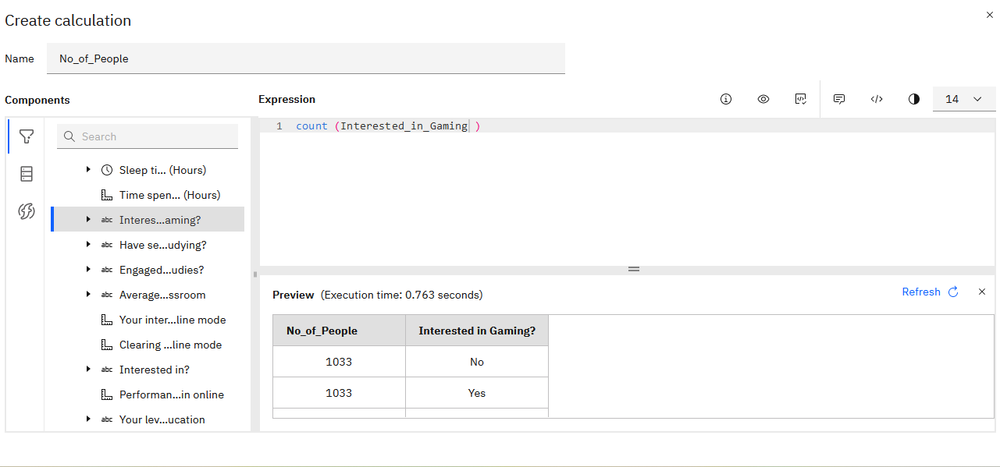 Create calculation
Name
No_of_People
Components
Expression
14
Search
1 count (Interested_in_Gaming )
Sleep ti... (Hours)
Time spen... (Hours)
abc Interes...aming?
abc Have se...udying?
abc Engaged...udies?
abc Average...ssroom
Your inter...line mode
Clearing ...line mode
abc Interested in?
Performan...in online
abc Your lev...ucation
Preview (Execution time: 0.763 seconds)
Refresh
No_of_People Interested in Gaming?
1033 No
1033 Yes